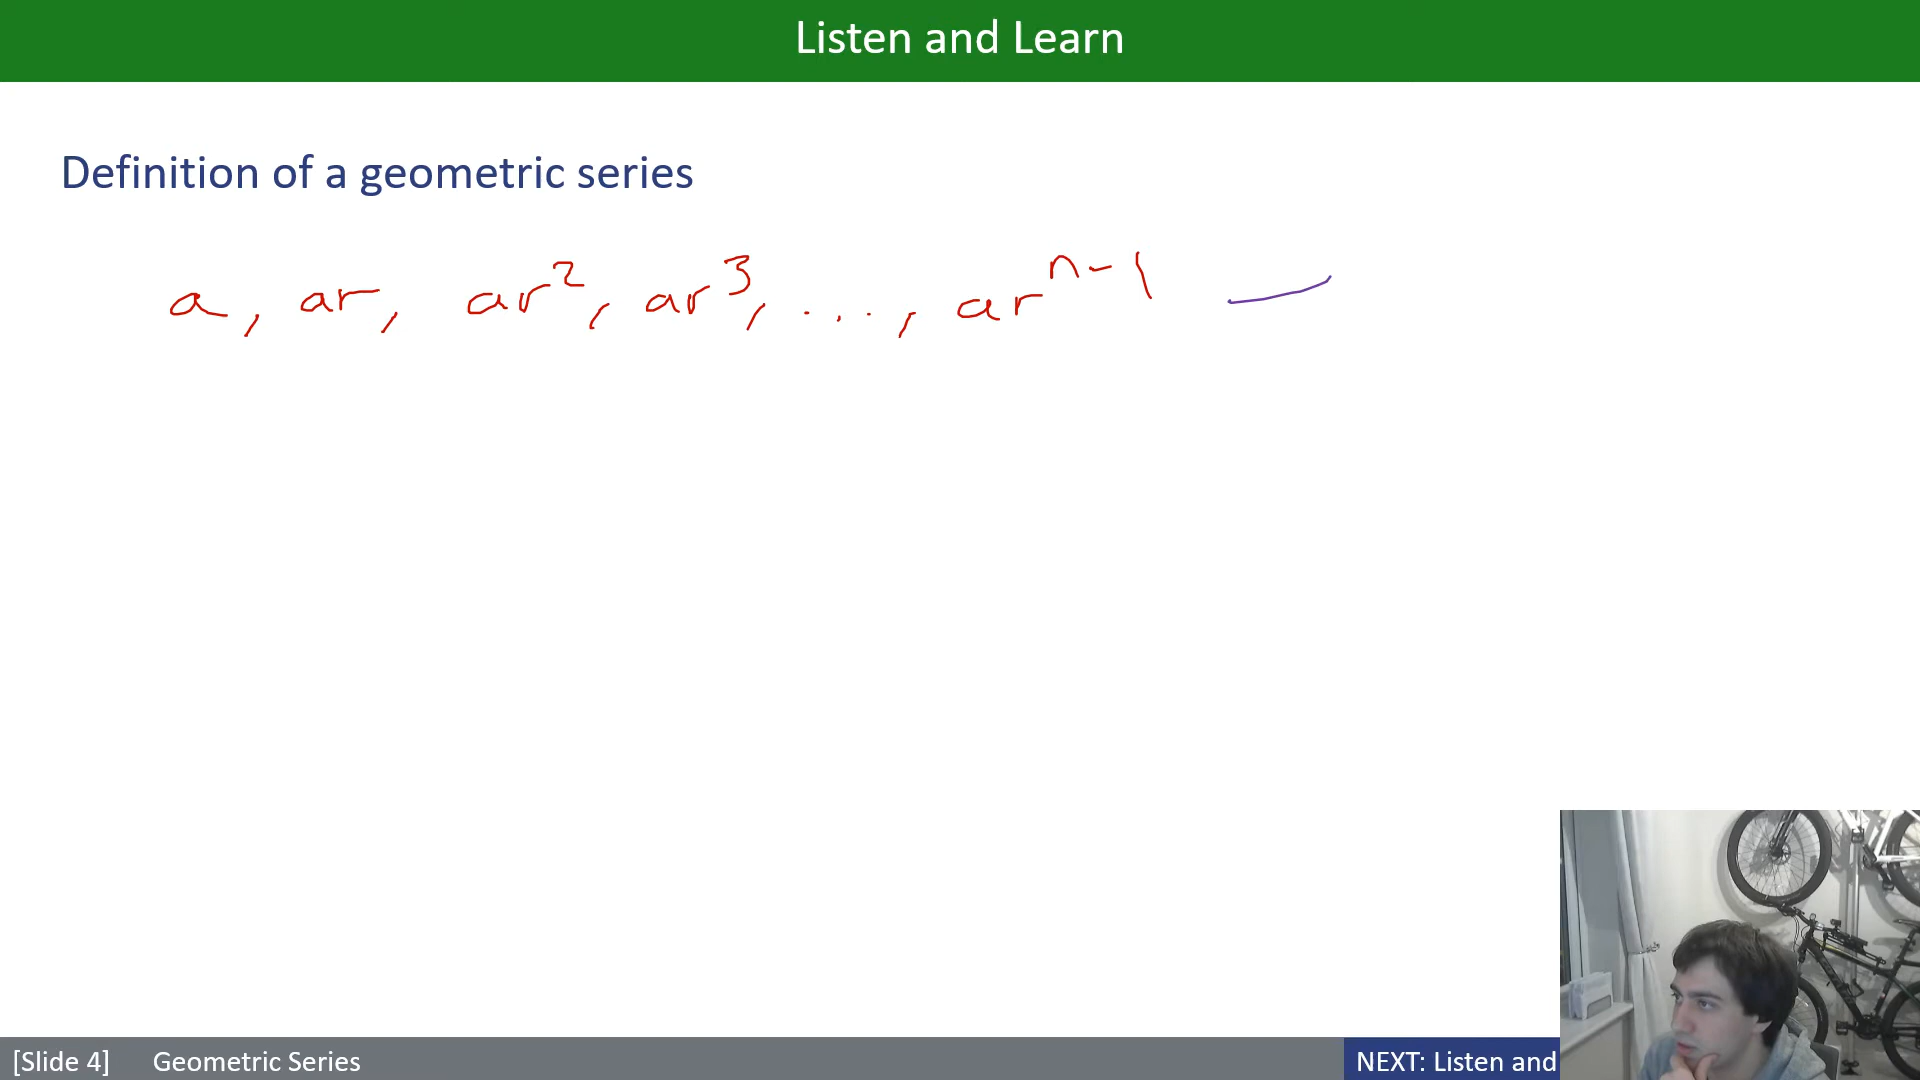 Listen and Learn
Definition of a geometric series
a, ar, ar², ar³, ..., arⁿ⁻¹
[Slide 4] Geometric Series NEXT: Listen and